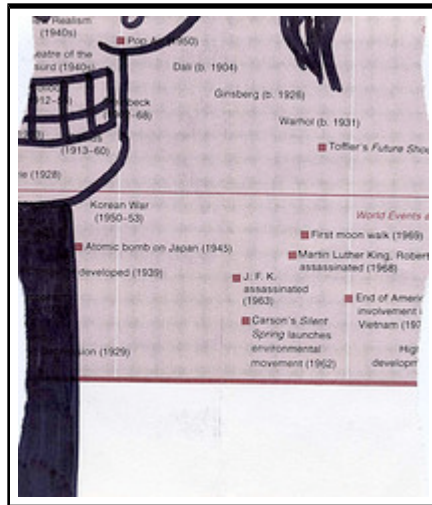 Realism
(1940s)
Pop Art (1950)
eatre of the
surd (1940s)
Dali (b. 1904)
Ginsberg (b. 1926)
beck
-68)
Warhol (b. 1931)
(1913-60)
Toffler's Future Shoc
(1928)
Korean War
(1950-53)
World Events a
First moon walk (1969)
Atomic bomb on Japan (1945)
Martin Luther King, Robert
assassinated (1968)
developed (1939)
J. F. K.
assassinated
(1963)
End of Ameri
involvement i
Vietnam (197
Carson's Silent
Spring launches
environmental
movement (1962)
High
developm
sion (1929)